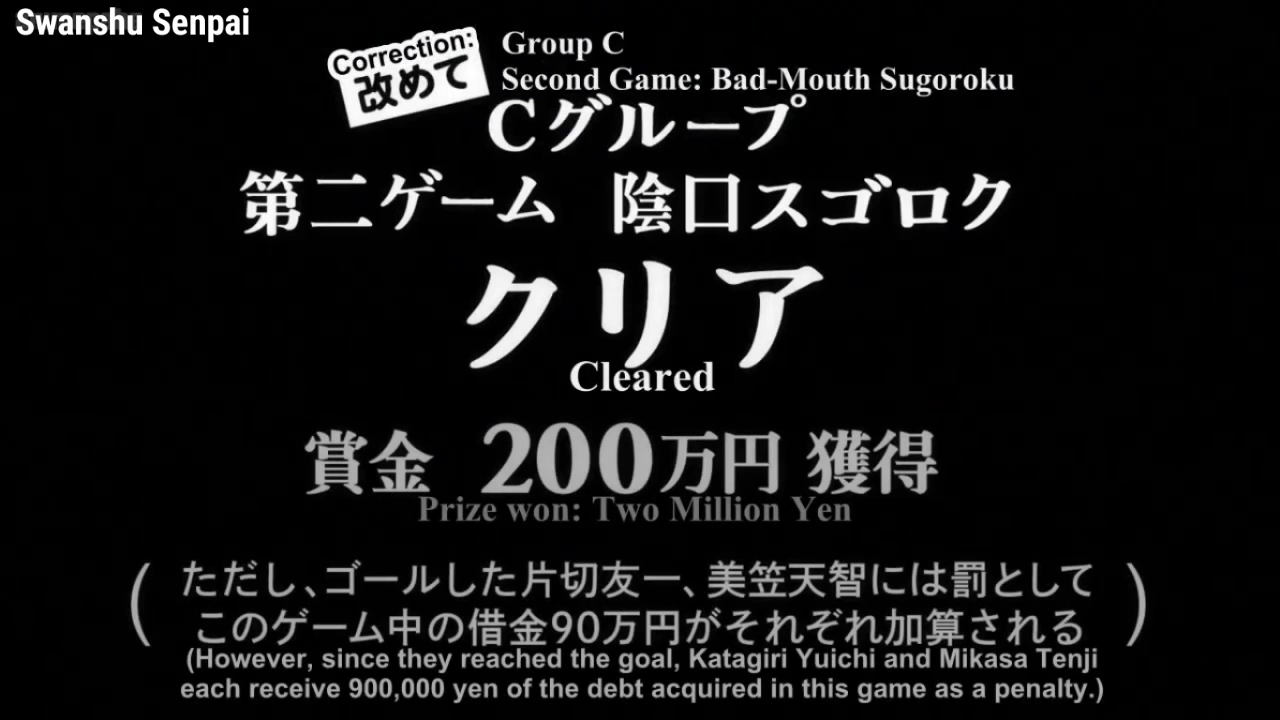 Swanshu Senpai
Correction:
改めて
Group C
Second Game: Bad-Mouth Sugoroku
Cグループ
第二ゲーム 陰口スゴロク
クリア
Cleared
賞金 200万円 獲得
Prize won: Two Million Yen
(ただし、ゴールした片切友一、美笠天智には罰として
このゲーム中の借金90万円がそれぞれ加算される)
(However, since they reached the goal, Katagiri Yuichi and Mikasa Tenji
each receive 900,000 yen of the debt acquired in this game as a penalty.)